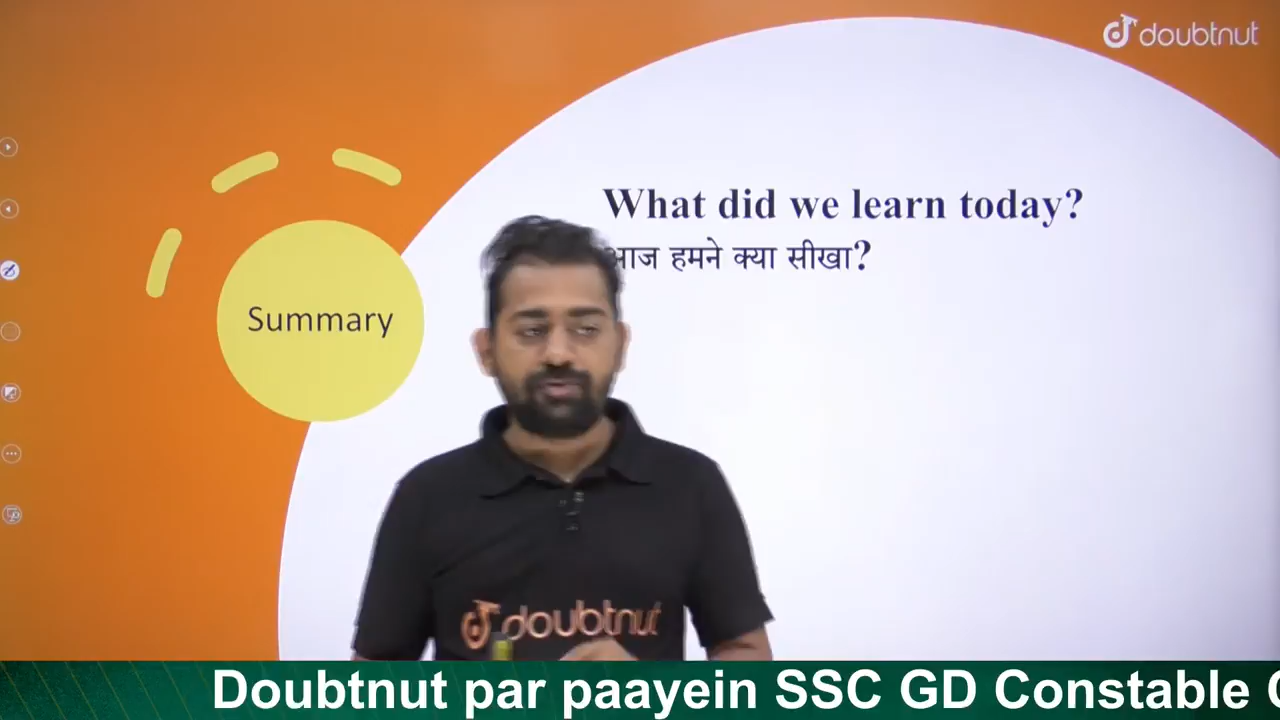 doubtnut
What did we learn today?
आज हमने क्या सीखा?
Summary
doubtnut
Doubtnut par paayein SSC GD Constable